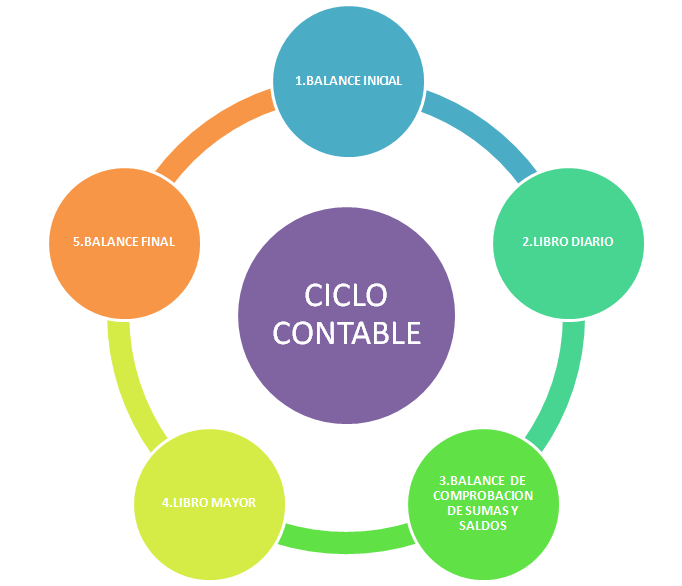 1.BALANCE INICIAL
2.LIBRO DIARIO
3.BALANCE DE
COMPROBACION
DE SUMAS Y
SALDOS
4.LIBRO MAYOR
5.BALANCE FINAL
CICLO
CONTABLE